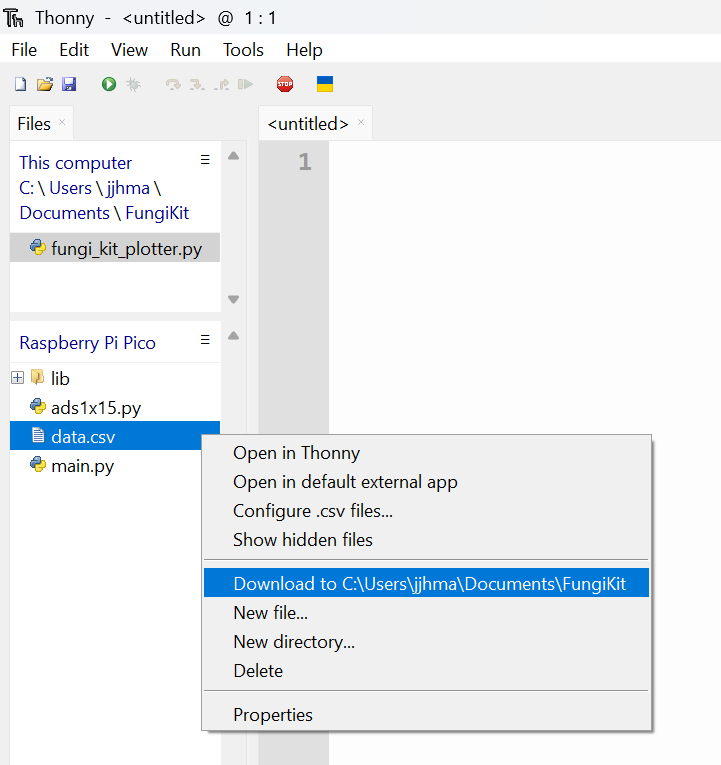 Thonny - <untitled> @ 1 : 1
File Edit View Run Tools Help
STOP
Files ×
<untitled> ×
This computer
C: \ Users \ jjhma \
Documents \ FungiKit
fungi_kit_plotter.py
1
Raspberry Pi Pico
lib
ads1x15.py
data.csv
main.py
Open in Thonny
Open in default external app
Configure .csv files...
Show hidden files
Download to C:\Users\jjhma\Documents\FungiKit
New file...
New directory...
Delete
Properties